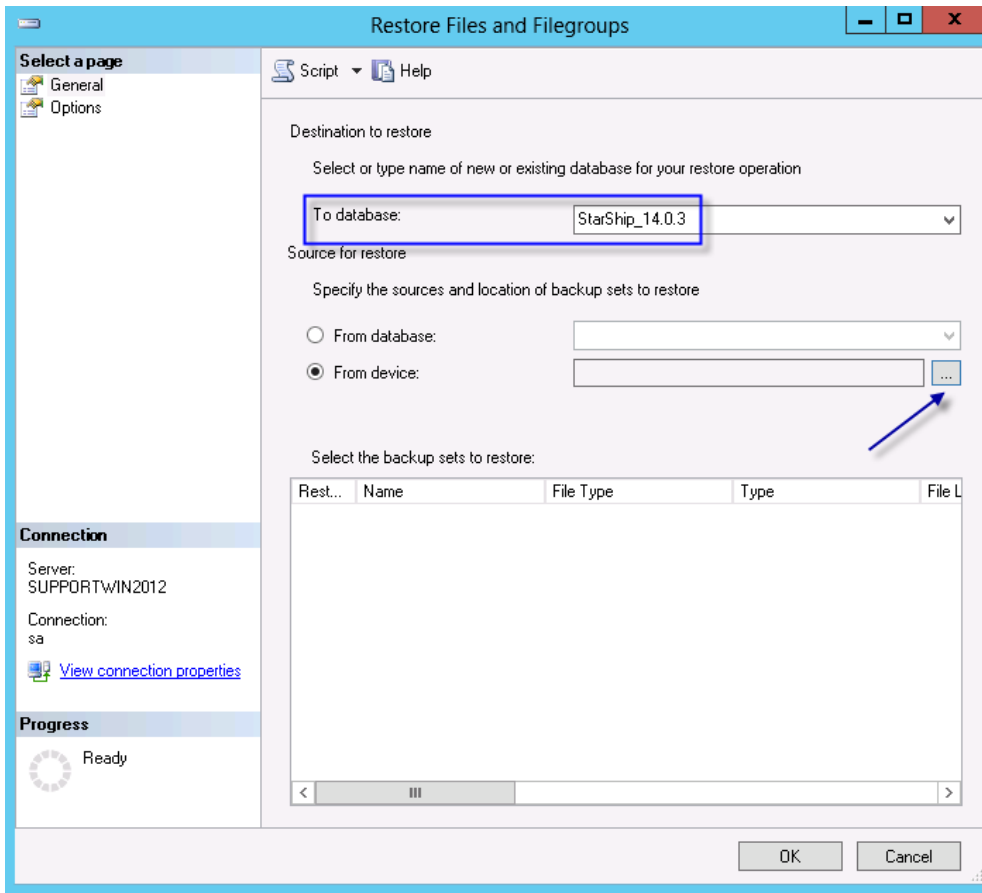 Restore Files and Filegroups
Select a page
General
Options
Script Help
Destination to restore
Select or type name of new or existing database for your restore operation
To database: StarShip_14.0.3
Source for restore
Specify the sources and location of backup sets to restore
From database:
From device: ...
Select the backup sets to restore:
Rest... Name File Type Type File L
Connection
Server:
SUPPORTWIN2012
Connection:
sa
View connection properties
Progress
Ready
OK Cancel